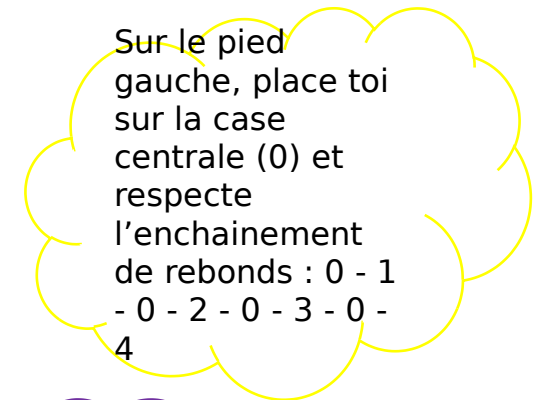 Sur le pied
gauche, place toi
sur la case
centrale (0) et
respecte
l’enchainement
de rebonds : 0 - 1
- 0 - 2 - 0 - 3 - 0 -
4